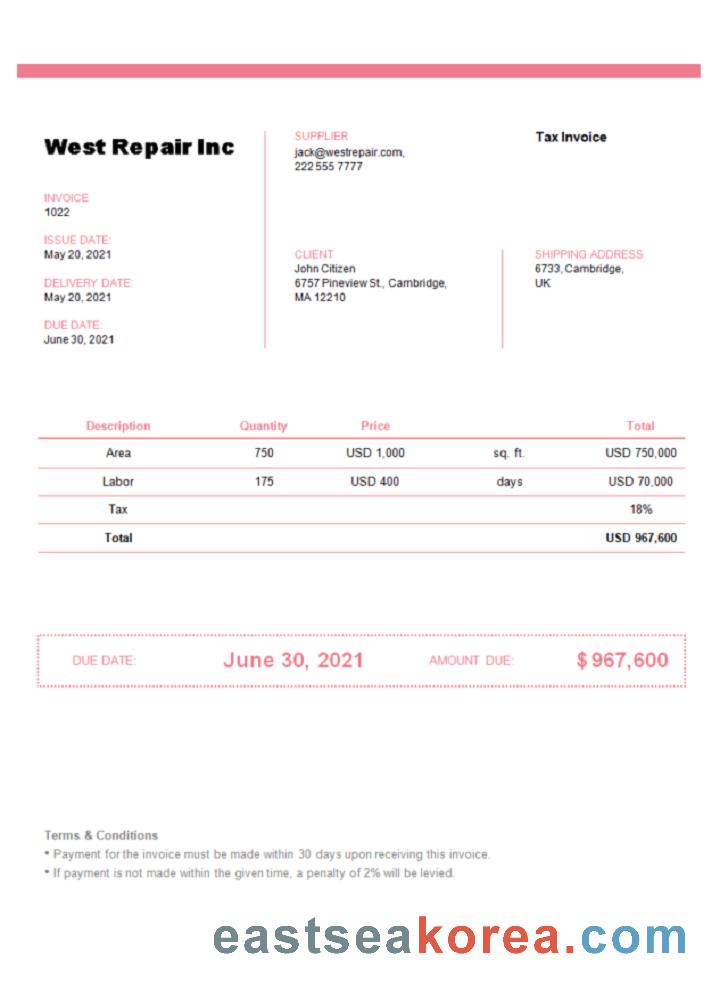 West Repair Inc
SUPPLIER
jack@westrepair.com,
222 555 7777
Tax Invoice
INVOICE
1022
ISSUE DATE:
May 20, 2021
DELIVERY DATE:
May 20, 2021
DUE DATE:
June 30, 2021
CLIENT
John Citizen
6757 Pineview St., Cambridge,
MA 12210
SHIPPING ADDRESS
6733, Cambridge,
UK
Description Quantity Price Total
Area 750 USD 1,000 sq. ft. USD 750,000
Labor 175 USD 400 days USD 70,000
Tax 18%
Total USD 967,600
DUE DATE: June 30, 2021 AMOUNT DUE: $ 967,600
Terms & Conditions
* Payment for the invoice must be made within 30 days upon receiving this invoice.
* If payment is not made within the given time, a penalty of 2% will be levied.
eastseakorea.com